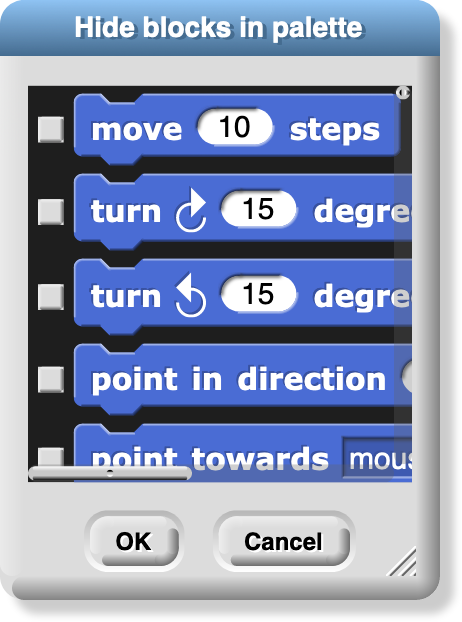 Hide blocks in palette
move 10 steps
turn 15 degre
turn 15 degre
point in direction
point towards mous
OK
Cancel